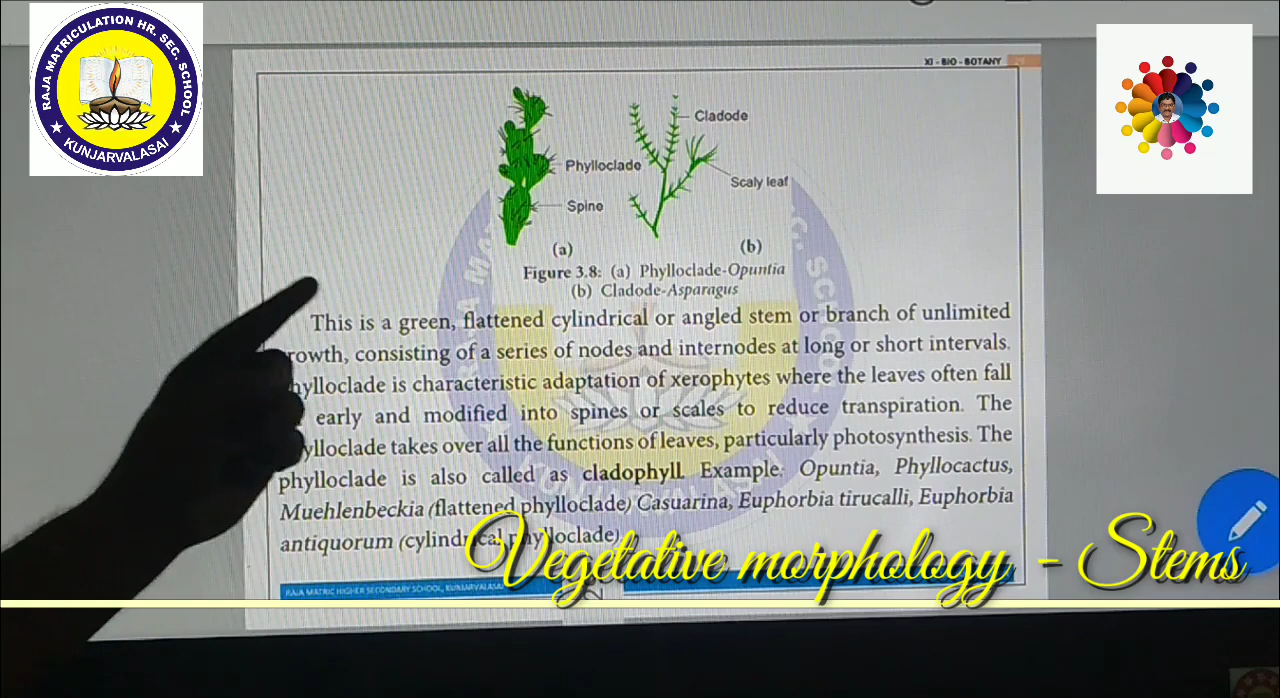 RAJA MATRICULATION HR. SEC. SCHOOL
KUNJARVALASAI
XI - BIO - BOTANY
Cladode
Phylloclade
Scaly leaf
Spine
(a)
(b)
Figure 3.8: (a) Phylloclade-Opuntia
(b) Cladode-Asparagus
This is a green, flattened cylindrical or angled stem or branch of unlimited
rowth, consisting of a series of nodes and internodes at long or short intervals.
hylloclade is characteristic adaptation of xerophytes where the leaves often fall
early and modified into spines or scales to reduce transpiration. The
ylloclade takes over all the functions of leaves, particularly photosynthesis. The
phylloclade is also called as cladophyll. Example: Opuntia, Phyllocactus,
Muehlenbeckia (flattened phylloclade) Casuarina, Euphorbia tirucalli, Euphorbia
antiquorum (cylindrical phylloclade).
Vegetative morphology - Stems
RAJA MATRIC HIGHER SECONDARY SCHOOL, KUNJARVALASAI